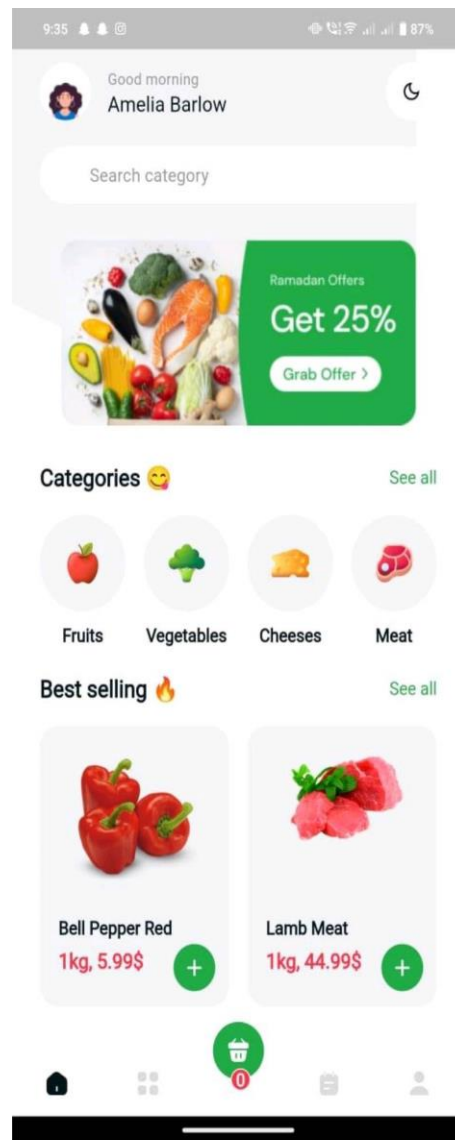 9:35
87%
Good morning
Amelia Barlow
Search category
Ramadan Offers
Get 25%
Grab Offer >
Categories 😋 See all
Fruits Vegetables Cheeses Meat
Best selling 🔥 See all
Bell Pepper Red
1kg, 5.99$
+
Lamb Meat
1kg, 44.99$
+
0